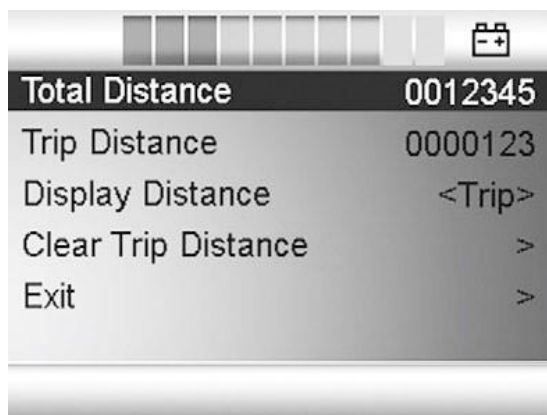 Total Distance 0012345
Trip Distance 0000123
Display Distance <Trip>
Clear Trip Distance >
Exit >